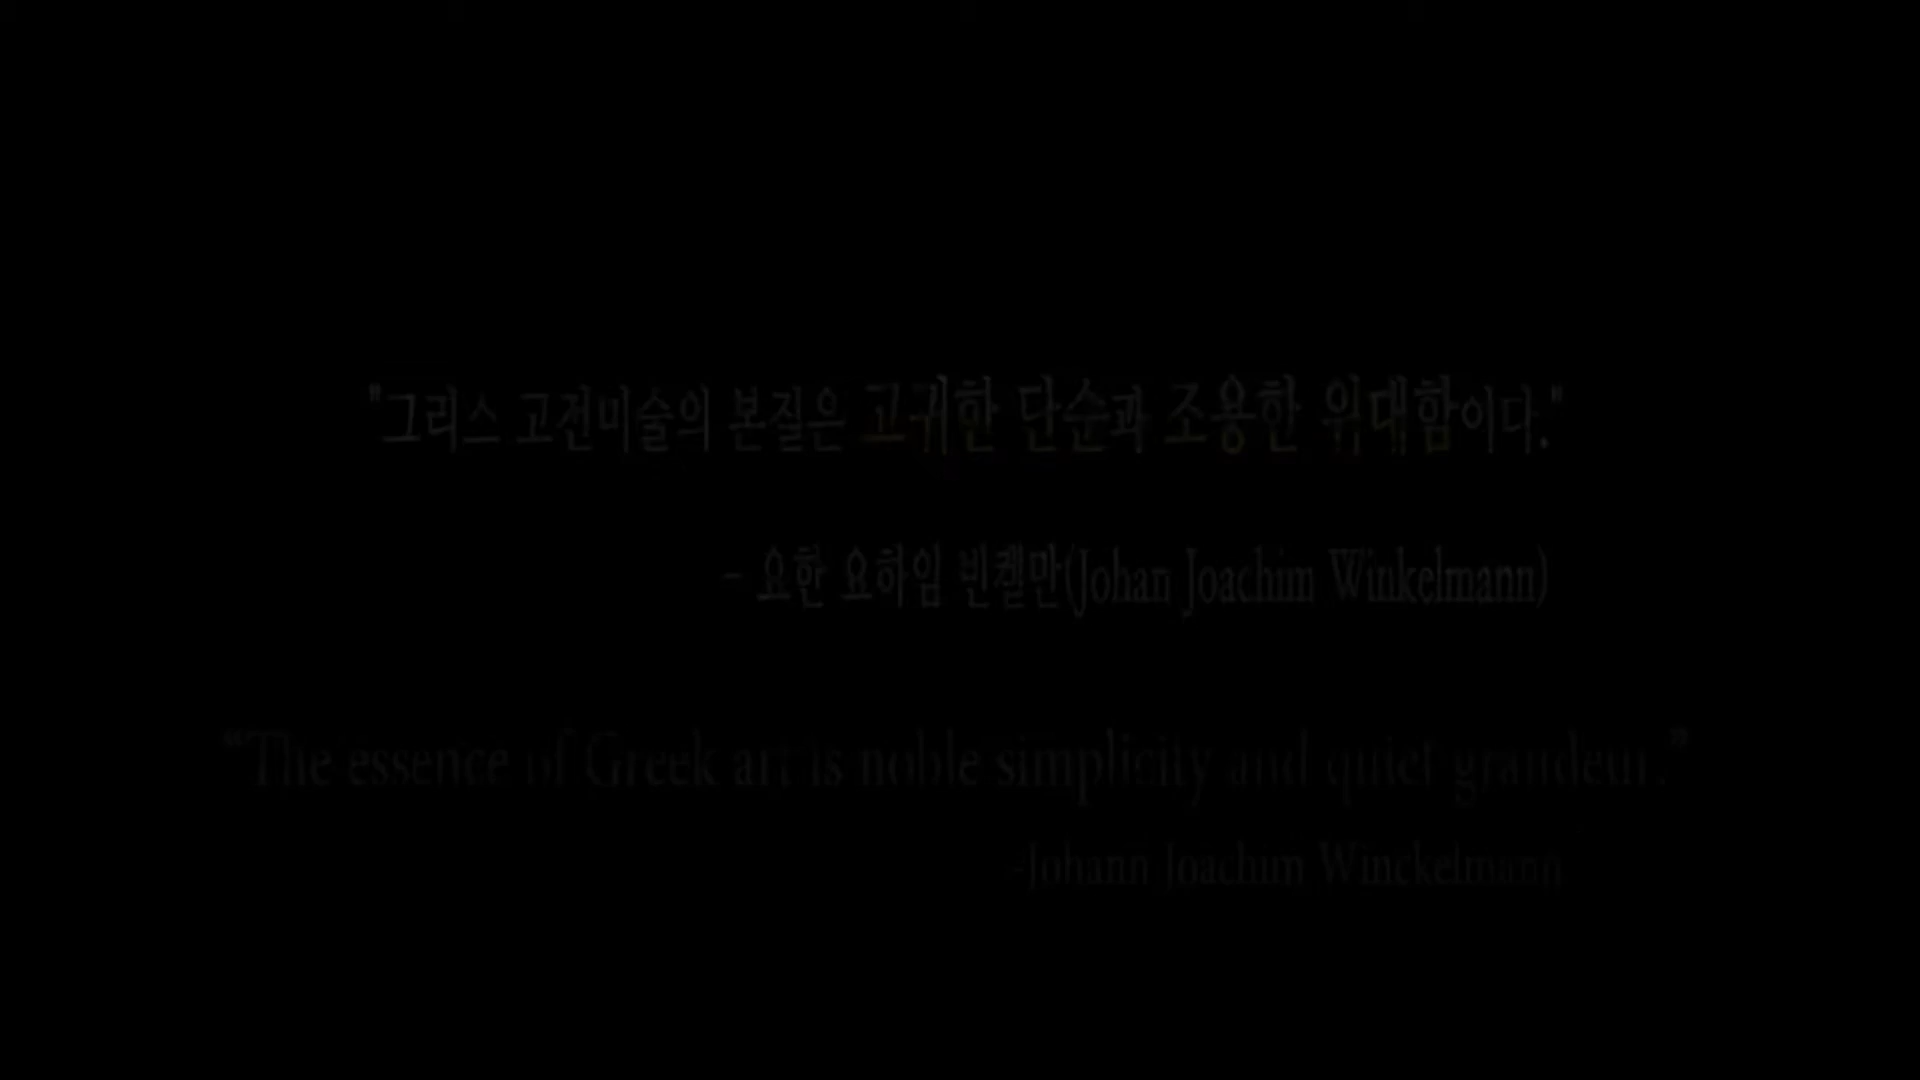 "그리스 고전미술의 본질은 고귀한 단순과 조용한 위대함이다."
- 요한 요하임 빈켈만(Johan Joachim Winkelmann)
“The essence of Greek art is noble simplicity and quiet grandeur.”
-Johann Joachim Winckelmann